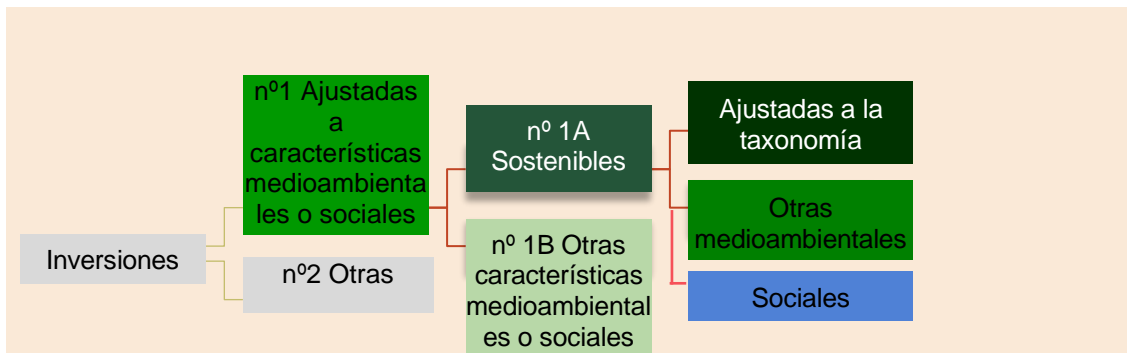 Inversiones
nº1 Ajustadas
a
características
medioambienta
les o sociales
nº2 Otras
nº 1A
Sostenibles
nº 1B Otras
características
medioambiental
es o sociales
Ajustadas a la
taxonomía
Otras
medioambientales
Sociales